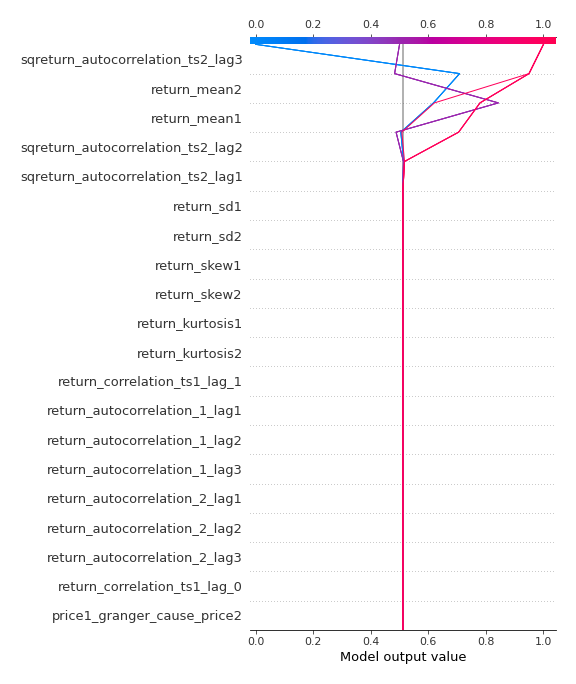 0.0 0.2 0.4 0.6 0.8 1.0
sqreturn_autocorrelation_ts2_lag3
return_mean2
return_mean1
sqreturn_autocorrelation_ts2_lag2
sqreturn_autocorrelation_ts2_lag1
return_sd1
return_sd2
return_skew1
return_skew2
return_kurtosis1
return_kurtosis2
return_correlation_ts1_lag_1
return_autocorrelation_1_lag1
return_autocorrelation_1_lag2
return_autocorrelation_1_lag3
return_autocorrelation_2_lag1
return_autocorrelation_2_lag2
return_autocorrelation_2_lag3
return_correlation_ts1_lag_0
price1_granger_cause_price2
0.0 0.2 0.4 0.6 0.8 1.0
Model output value